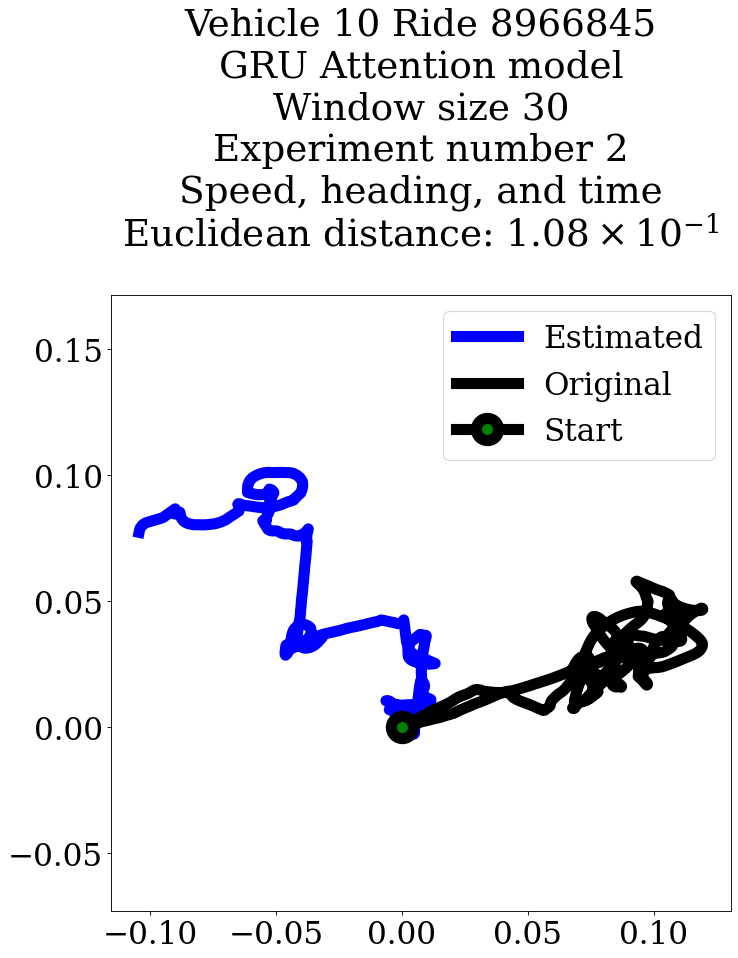 Vehicle 10 Ride 8966845
GRU Attention model
Window size 30
Experiment number 2
Speed, heading, and time
Euclidean distance: 1.08 × 10⁻¹
Estimated
Original
Start
0.15
0.10
0.05
0.00
−0.05
−0.10 −0.05 0.00 0.05 0.10